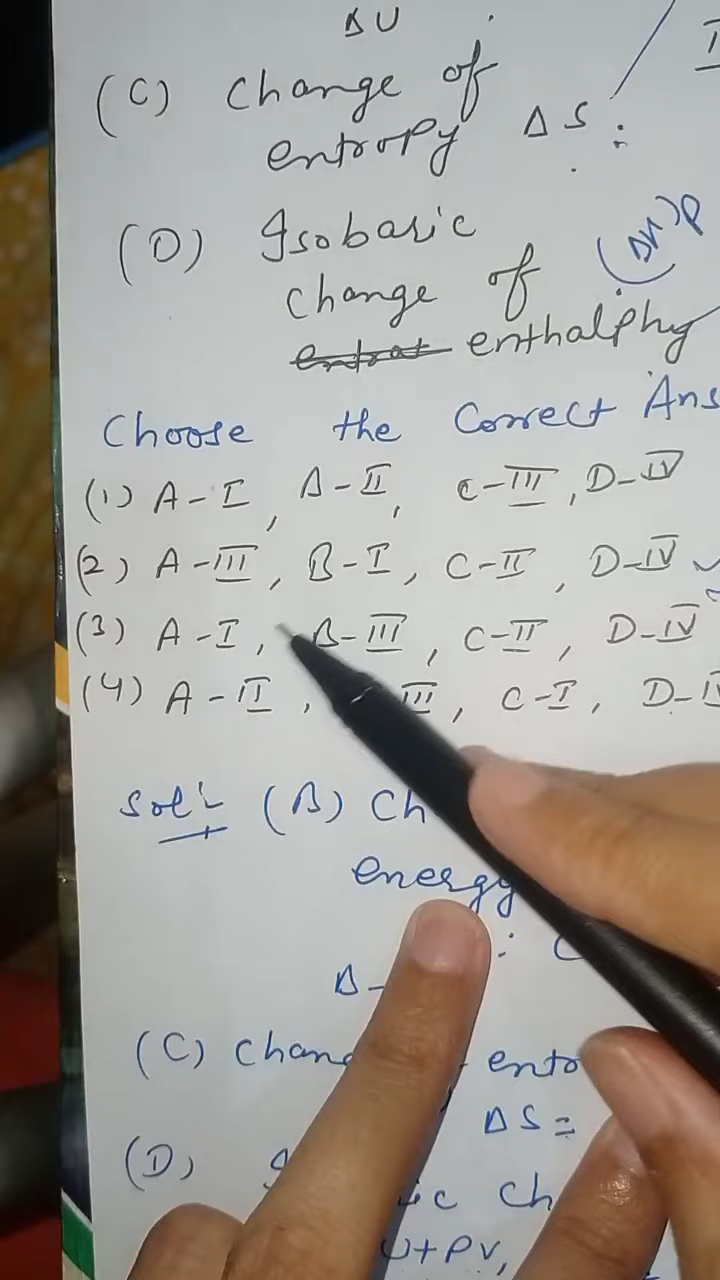 ΔU
(C) Change of
entropy ΔS :
(D) Isobaric
Change of (ΔH)P
enthalphy
Choose the Correct Ans
(1) A-I, B-II, C-III, D-IV
(2) A-III, B-I, C-II, D-IV ✓
(3) A-I, B-III, C-II, D-IV
(4) A-II, III, C-I, D-
Sol: (B) Ch
energy
(C) Chan ento
ΔS =
(D) ic Ch
U+PV,